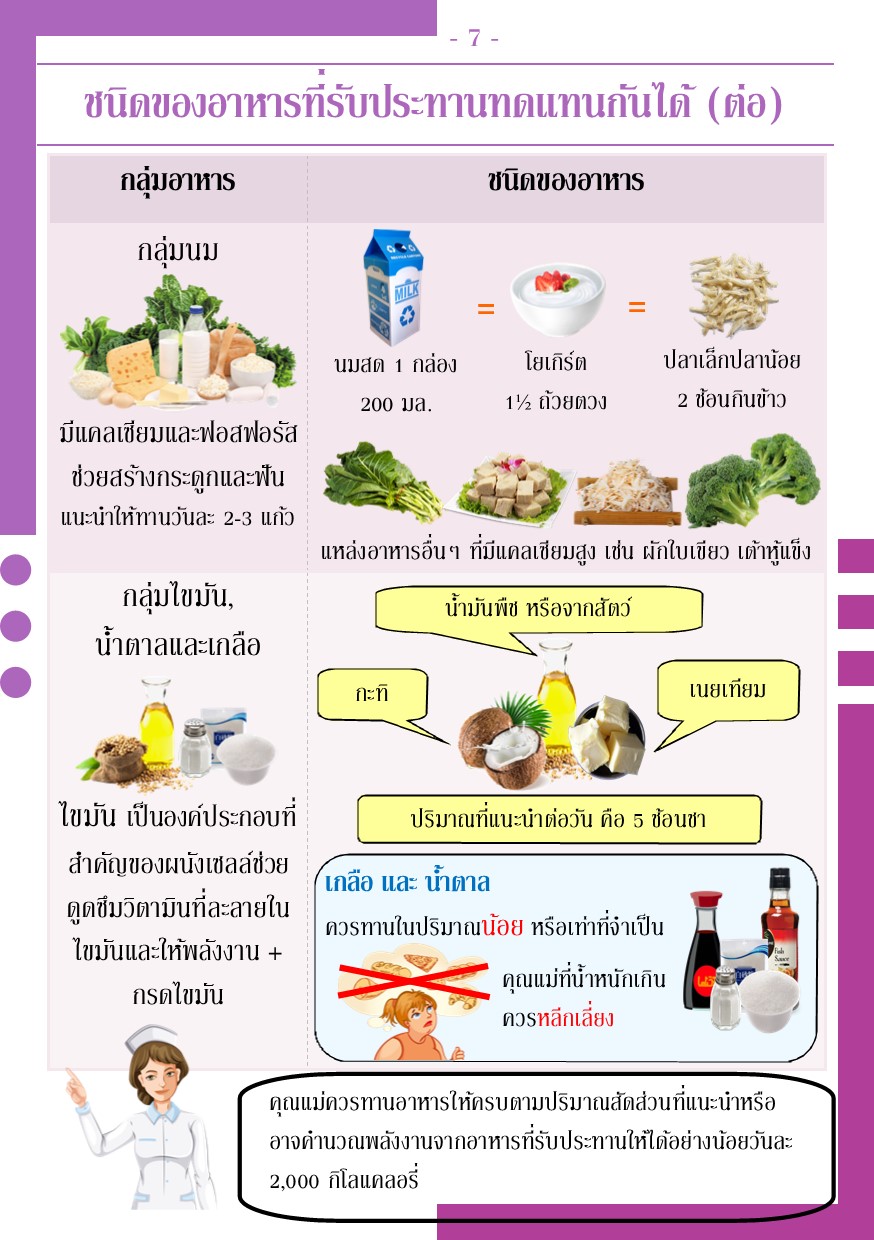 - 7 -
ชนิดของอาหารที่รับประทานทดแทนกันได้ (ต่อ)
กลุ่มอาหาร
ชนิดของอาหาร
กลุ่มนม
MILK
=
=
นมสด 1 กล่อง
200 มล.
โยเกิร์ต
1½ ถ้วยตวง
ปลาเล็กปลาน้อย
2 ช้อนกินข้าว
มีแคลเซียมและฟอสฟอรัส
ช่วยสร้างกระดูกและฟัน
แนะนำให้ทานวันละ 2-3 แก้ว
แหล่งอาหารอื่นๆ ที่มีแคลเซียมสูง เช่น ผักใบเขียว เต้าหู้แข็ง
กลุ่มไขมัน,
น้ำตาลและเกลือ
น้ำมันพืช หรือจากสัตว์
กะทิ
เนยเทียม
ปริมาณที่แนะนำต่อวัน คือ 5 ช้อนชา
ไขมัน เป็นองค์ประกอบที่
สำคัญของผนังเซลล์ช่วย
ดูดซึมวิตามินที่ละลายใน
ไขมันและให้พลังงาน +
กรดไขมัน
เกลือ และ น้ำตาล
ควรทานในปริมาณน้อย หรือเท่าที่จำเป็น
คุณแม่ที่น้ำหนักเกิน
ควรหลีกเลี่ยง
Fish
Sauce
คุณแม่ควรทานอาหารให้ครบตามปริมาณสัดส่วนที่แนะนำหรือ
อาจคำนวณพลังงานจากอาหารที่รับประทานให้ได้อย่างน้อยวันละ
2,000 กิโลแคลอรี่